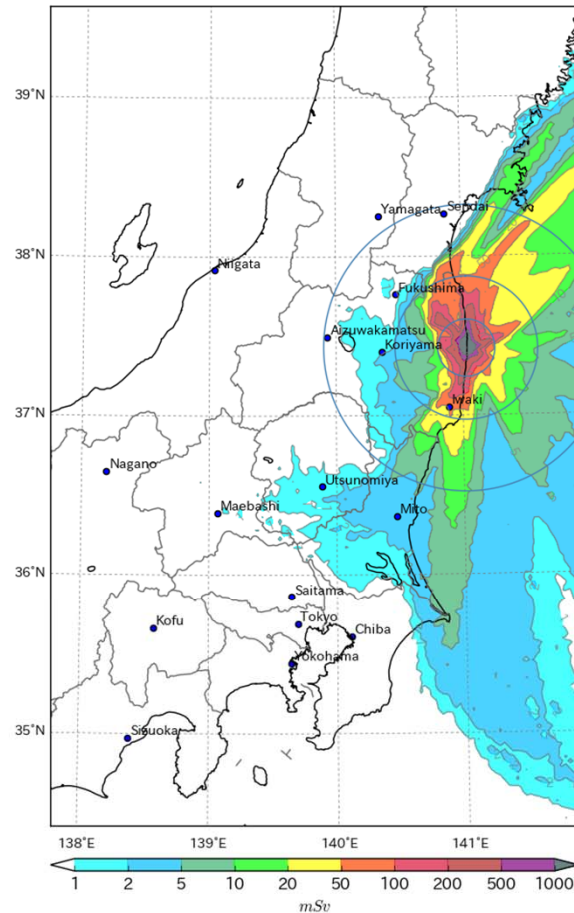 39°N
Yamagata
Sendai
38°N
Niigata
Fukushima
Aizuwakamatsu
Koriyama
37°N
Iwaki
Nagano
Utsunomiya
Maebashi
Mito
36°N
Saitama
Tokyo
Kofu
Chiba
Yokohama
35°N
Sizuoka
138°E 139°E 140°E 141°E
1 2 5 10 20 50 100 200 500 1000
mSv